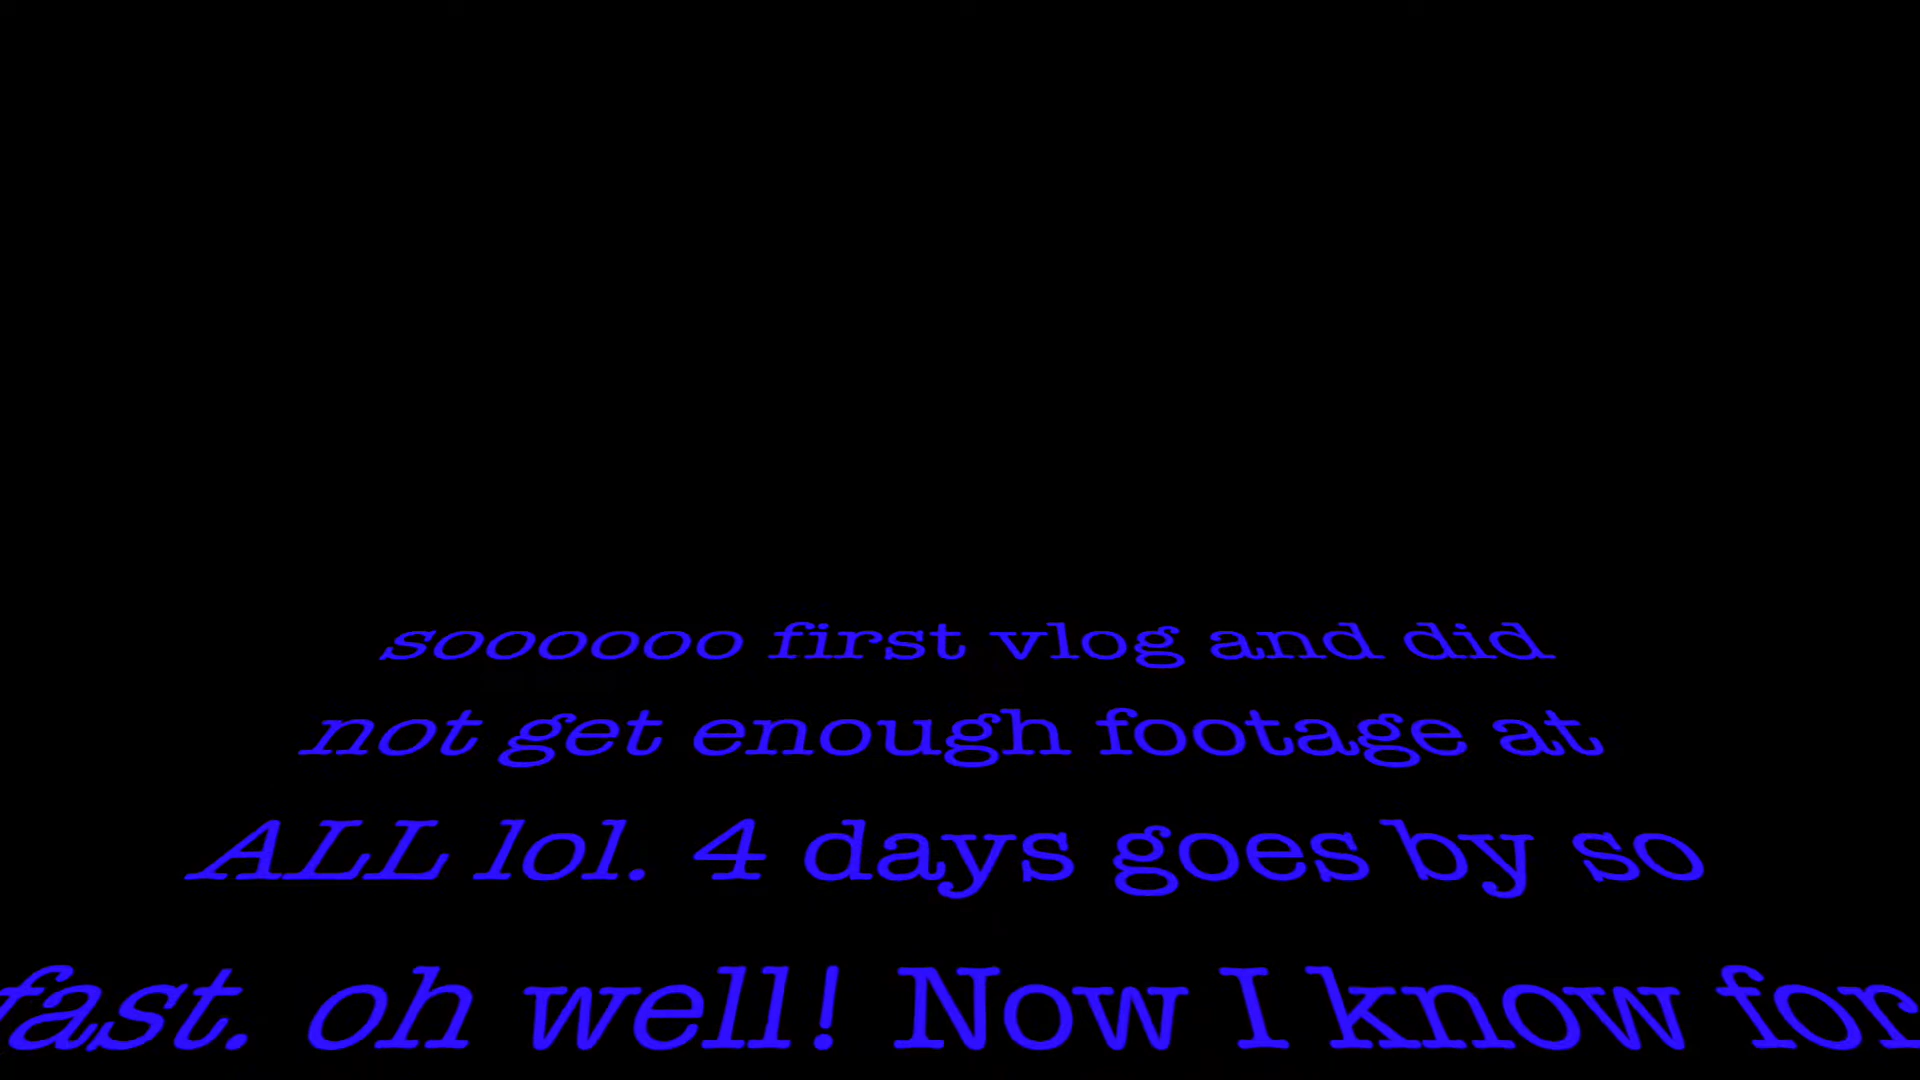 soooooo first vlog and did
not get enough footage at
ALL lol. 4 days goes by so
fast. oh well! Now I know for